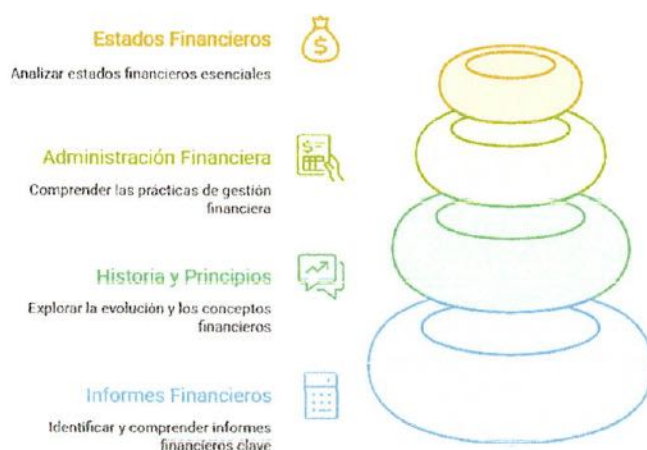 Estados Financieros
Analizar estados financieros esenciales
Administración Financiera
Comprender las prácticas de gestión
financiera
Historia y Principios
Explorar la evolución y los conceptos
financieros
Informes Financieros
Identificar y comprender informes
financieros clave